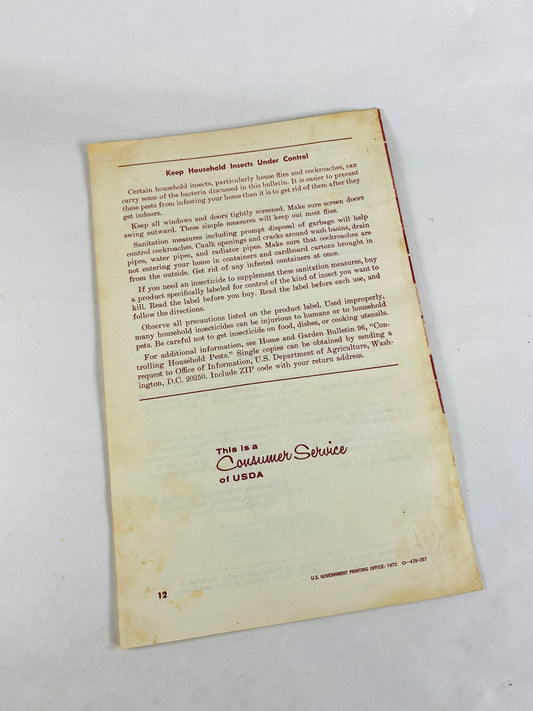 Keep Household Insects Under Control
Certain household insects, particularly house flies and cockroaches, can
carry some of the bacteria discussed in this bulletin. It is easier to prevent
these pests from infesting your home than it is to get rid of them after they
get indoors.
Keep all windows and doors tightly screened. Make sure screen doors
swing outward. These simple measures will keep out most flies.
Sanitation measures including prompt disposal of garbage will help
control cockroaches. Caulk openings and cracks around wash basins, drain
pipes, water pipes, and radiator pipes. Make sure that cockroaches are
not entering your home in containers and cardboard cartons brought in
from the outside. Get rid of any infested containers at once.
If you need an insecticide to supplement these sanitation measures, buy
a product specifically labeled for control of the kind of insect you want to
kill. Read the label before you buy. Read the label before each use, and
follow the directions.
Observe all precautions listed on the product label. Used improperly,
many household insecticides can be injurious to humans or to household
pets. Be careful not to get insecticide on food, dishes, or cooking utensils.
For additional information, see Home and Garden Bulletin 96, "Con-
trolling Household Pests." Single copies can be obtained by sending a
request to Office of Information, U.S. Department of Agriculture, Wash-
ington, D.C. 20250. Include ZIP code with your return address.
This is a
Consumer Service
of USDA
U.S. GOVERNMENT PRINTING OFFICE: 1972 O—478-257
12